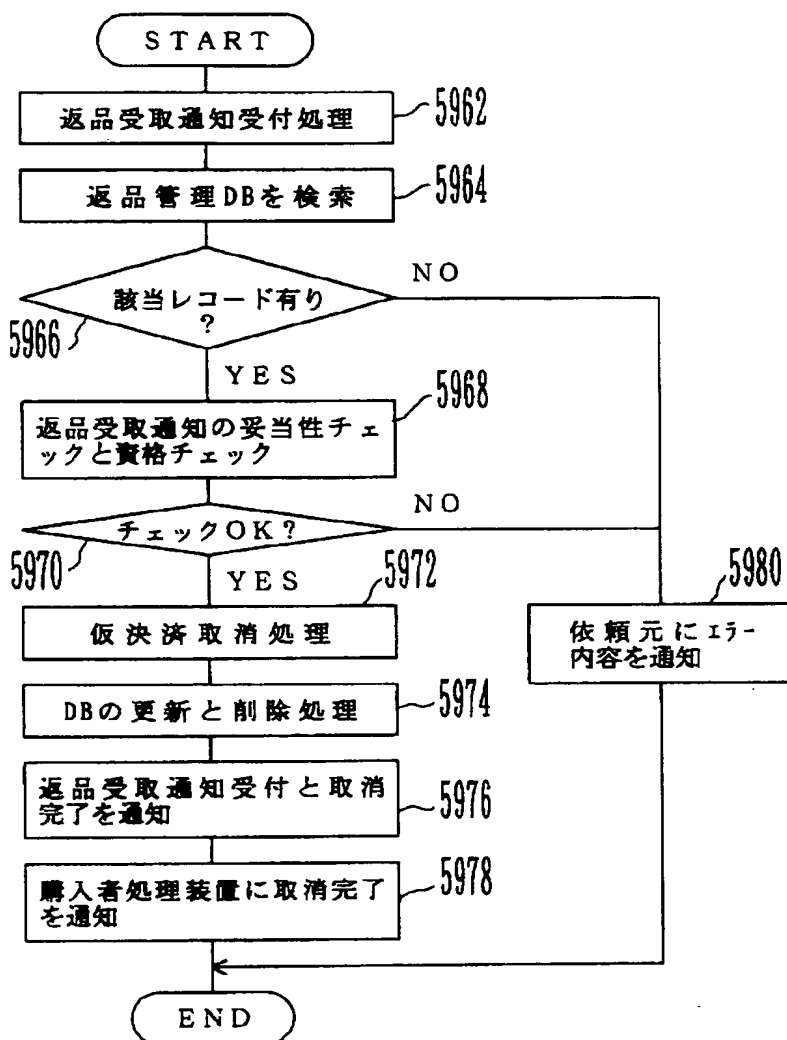 START
返品受取通知受付処理
5962
返品管理DBを検索
5964
NO
該当レコード有り
?
5966
YES
5968
返品受取通知の妥当性チェ
ックと資格チェック
NO
チェックOK?
5970
YES
5972
5980
仮決済取消処理
依頼元にエラー
内容を通知
DBの更新と削除処理
5974
返品受取通知受付と取消
完了を通知
5976
購入者処理装置に取消完了
を通知
5978
END